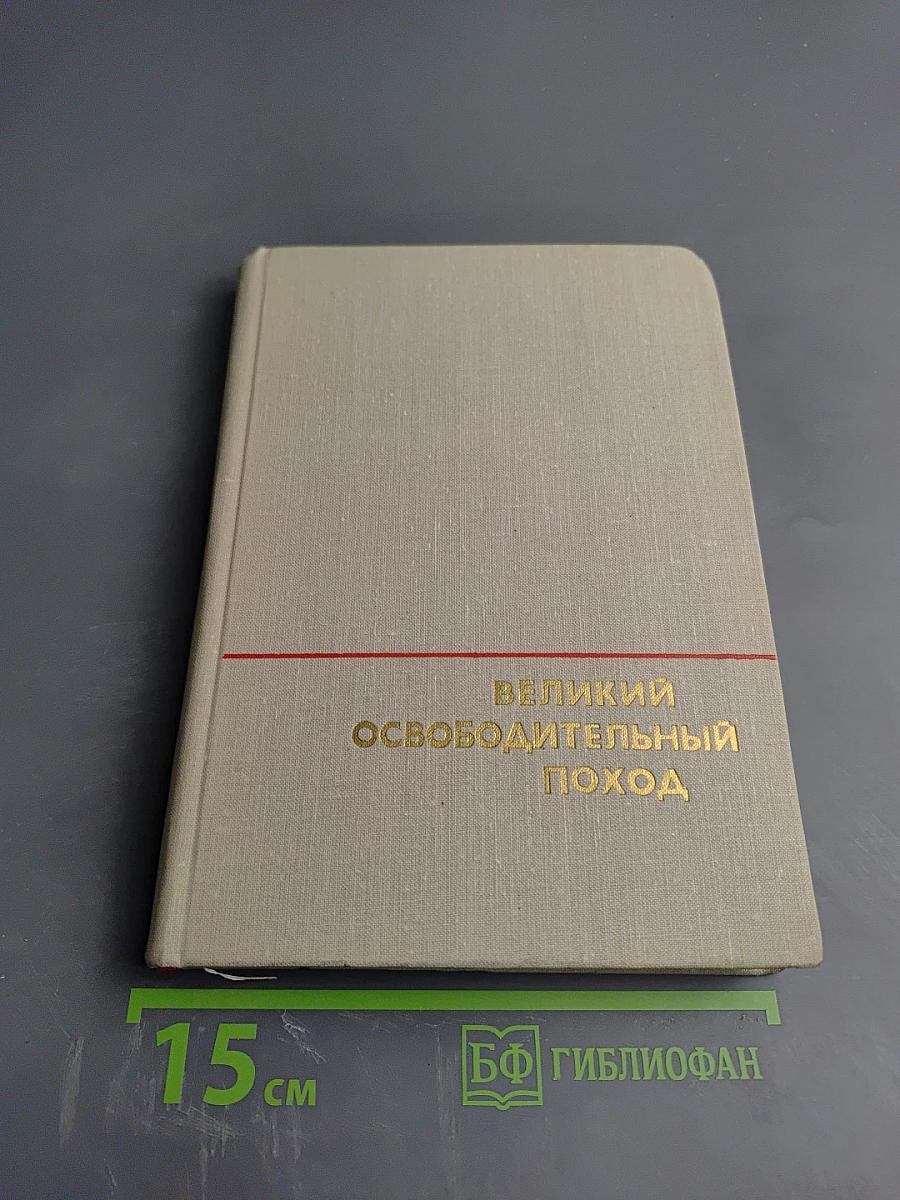 ВЕЛИКИЙ
ОСВОБОДИТЕЛЬНЫЙ
ПОХОД
15 см
БФ ГИБЛИОФАН